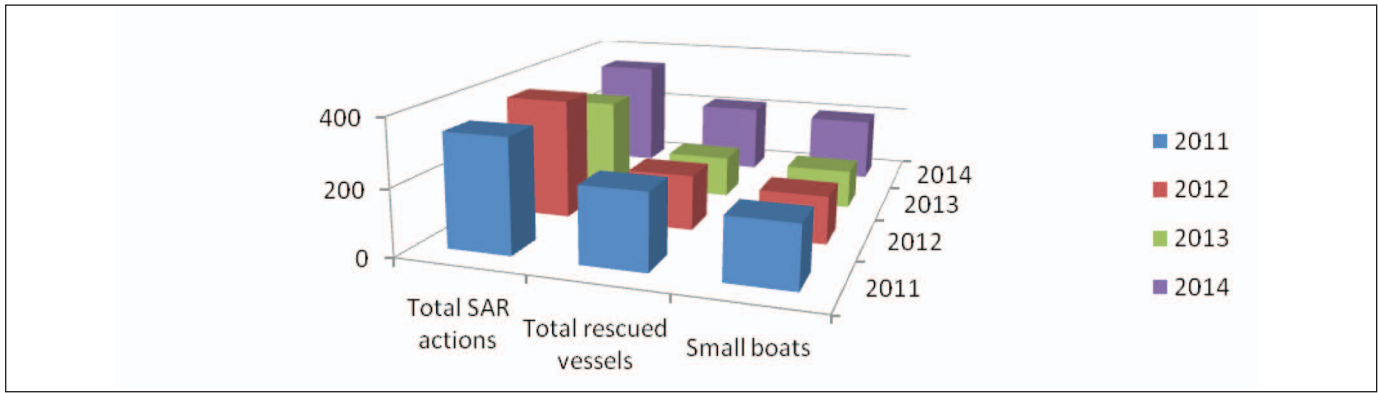 400
200
0
Total SAR
actions
Total rescued
vessels
Small boats
2014
2013
2012
2011
2011
2012
2013
2014